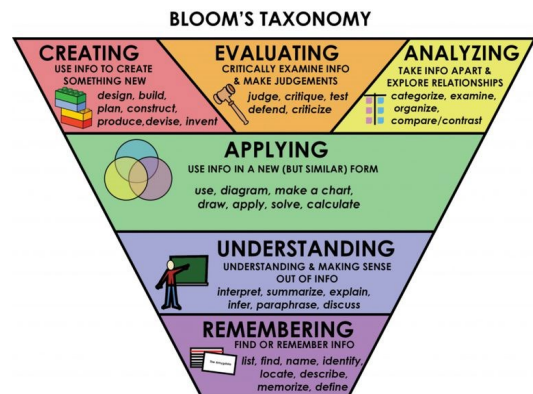 BLOOM'S TAXONOMY
CREATING
USE INFO TO CREATE
SOMETHING NEW
design, build,
plan, construct,
produce,devise, invent
EVALUATING
CRITICALLY EXAMINE INFO
& MAKE JUDGEMENTS
judge, critique, test
defend, criticize
ANALYZING
TAKE INFO APART &
EXPLORE RELATIONSHIPS
categorize, examine,
organize,
compare/contrast
APPLYING
USE INFO IN A NEW (BUT SIMILAR) FORM
use, diagram, make a chart,
draw, apply, solve, calculate
UNDERSTANDING
UNDERSTANDING & MAKING SENSE
OUT OF INFO
interpret, summarize, explain,
infer, paraphrase, discuss
REMEMBERING
FIND OR REMEMBER INFO
list, find, name, identify,
locate, describe,
memorize, define